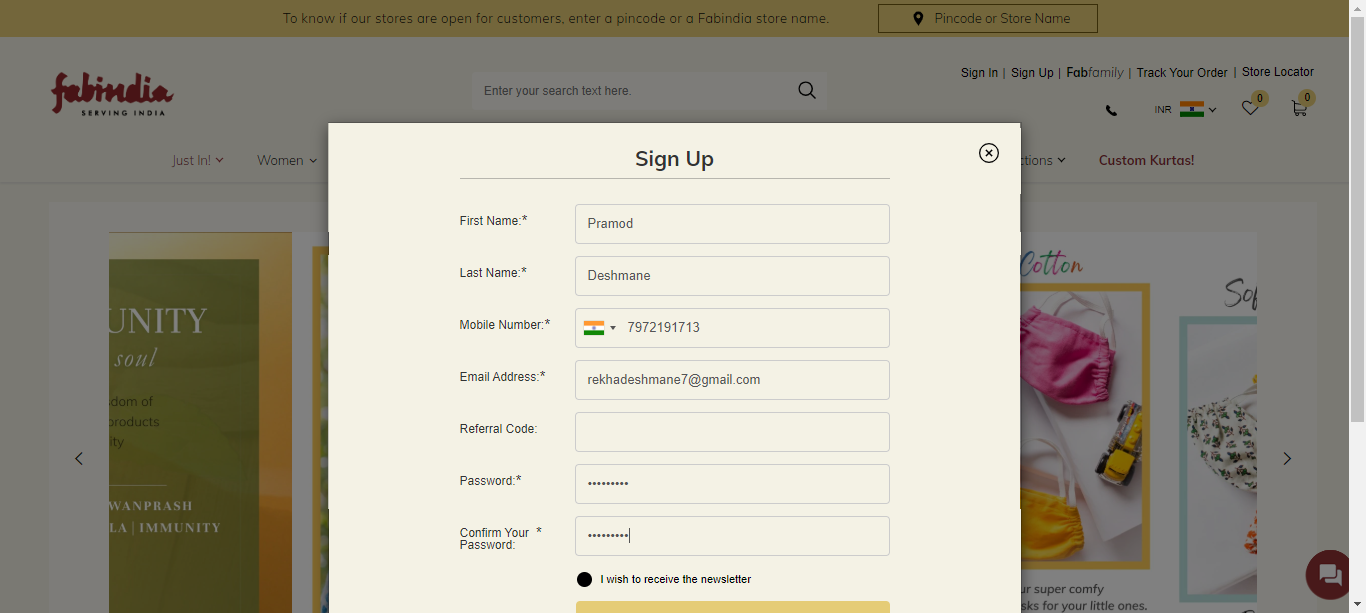 To know if our stores are open for customers, enter a pincode or a Fabindia store name.
Pincode or Store Name
Sign In | Sign Up | Fabfamily | Track Your Order | Store Locator
fabindia
SERVING INDIA
Enter your search text here.
INR
0
0
Just In!
Women
ctions
Custom Kurtas!
Sign Up
First Name:*
Pramod
Last Name:*
Deshmane
Mobile Number:*
7972191713
Email Address:*
rekhadeshmane7@gmail.com
Referral Code:
Password:*
•••••••••
Confirm Your *
Password:
•••••••••
I wish to receive the newsletter
UNITY
soul
dom of
products
ity
WANPRASH
LA | IMMUNITY
Cotton
So
ur super comfy
sks for your little ones.